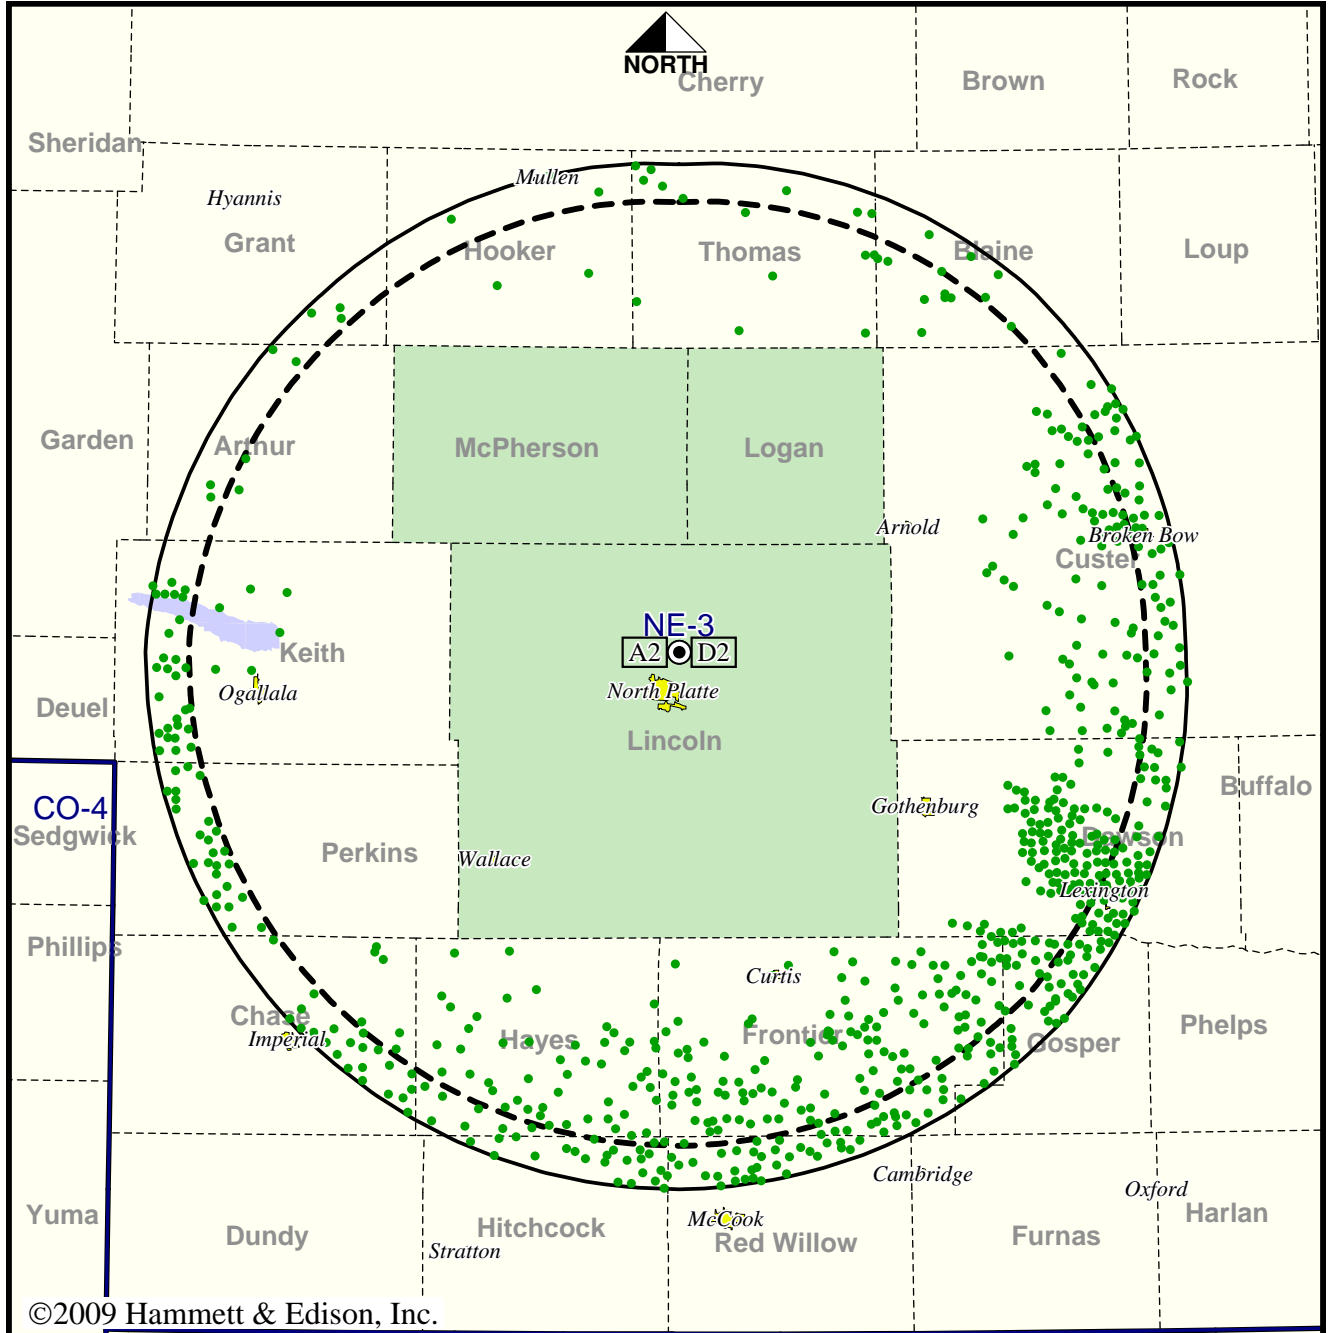 NORTH
Cherry
Brown
Rock
Sheridan
Mullen
Hyannis
Grant
Hooker
Thomas
Blaine
Loup
Garden
Arthur
McPherson
Logan
Arnold
Broken Bow
Custer
NE-3
A2
D2
Keith
Ogallala
North Platte
Deuel
Lincoln
CO-4
Sedgwick
Gothenburg
Buffalo
Dawson
Perkins
Wallace
Lexington
Phillips
Curtis
Chase
Imperial
Hayes
Frontier
Gosper
Phelps
Cambridge
Oxford
Yuma
Dundy
Hitchcock
Stratton
McCook
Red Willow
Furnas
Harlan
©2009 Hammett & Edison, Inc.